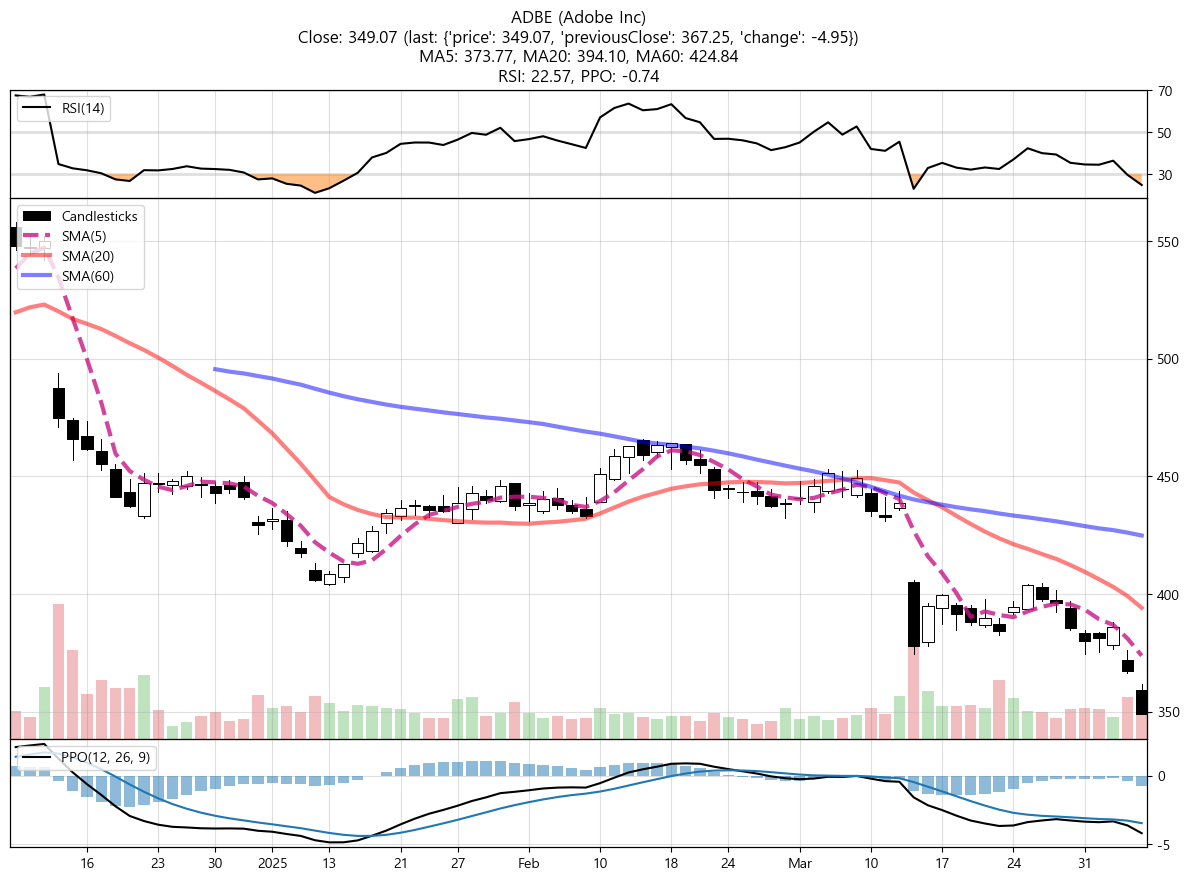 ADBE (Adobe Inc)
Close: 349.07 (last: {'price': 349.07, 'previousClose': 367.25, 'change': -4.95})
MA5: 373.77, MA20: 394.10, MA60: 424.84
RSI: 22.57, PPO: -0.74
RSI(14)
70
50
30
Candlesticks
SMA(5)
SMA(20)
SMA(60)
550
500
450
400
350
PPO(12, 26, 9)
0
-5
16 23 30 2025 13 21 27 Feb 10 18 24 Mar 10 17 24 31